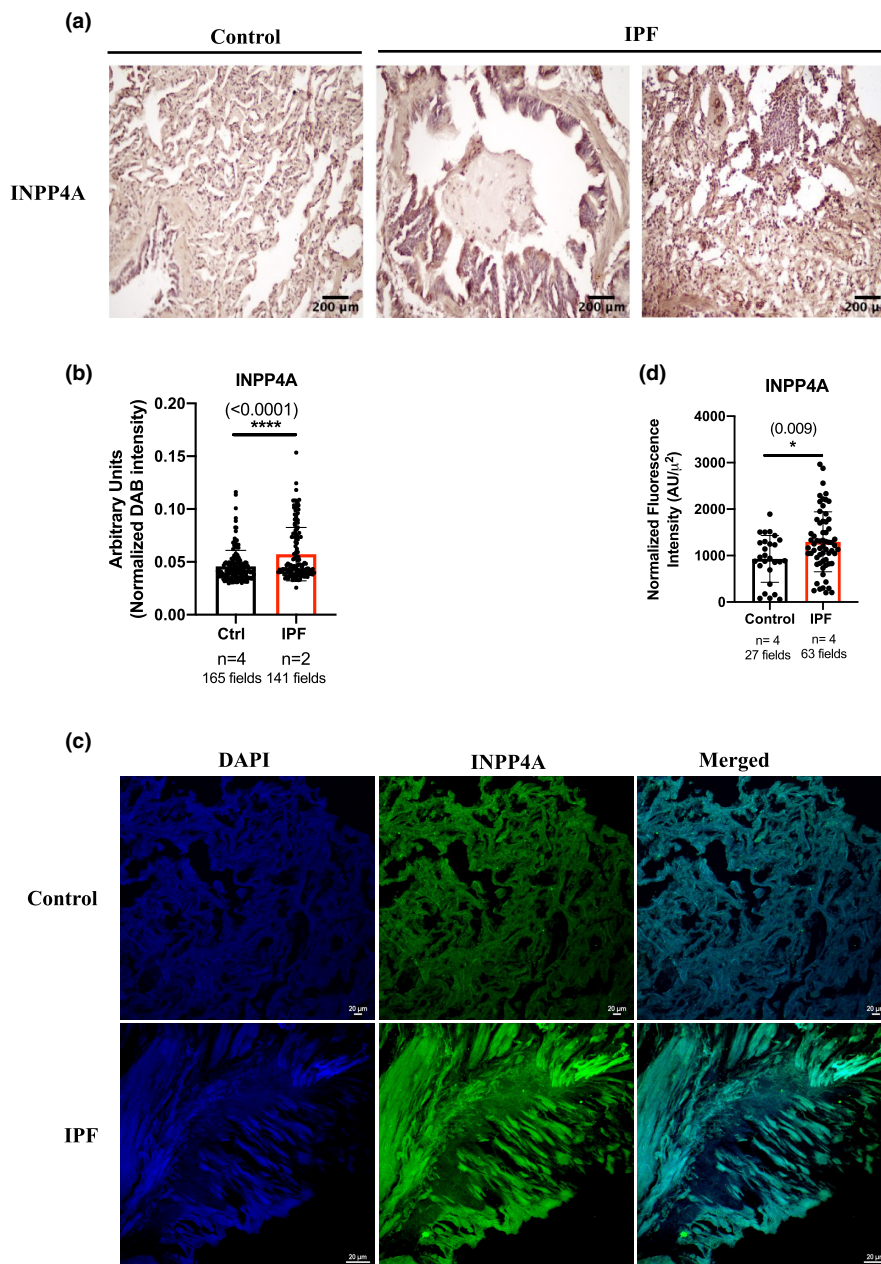 (a)
Control
IPF
INPP4A
200 µm
200 µm
200 µm
(b)
INPP4A
(<0.0001)
****
Arbitrary Units
(Normalized DAB intensity)
0.20
0.15
0.10
0.05
0.00
Ctrl IPF
n=4 n=2
165 fields 141 fields
(d)
INPP4A
(0.009)
*
Normalized Fluorescence
Intensity (AU/µ²)
4000
3000
2000
1000
0
Control IPF
n= 4 n= 4
27 fields 63 fields
(c)
DAPI INPP4A Merged
Control
20 µm
20 µm
20 µm
IPF
20 µm
20 µm
20 µm